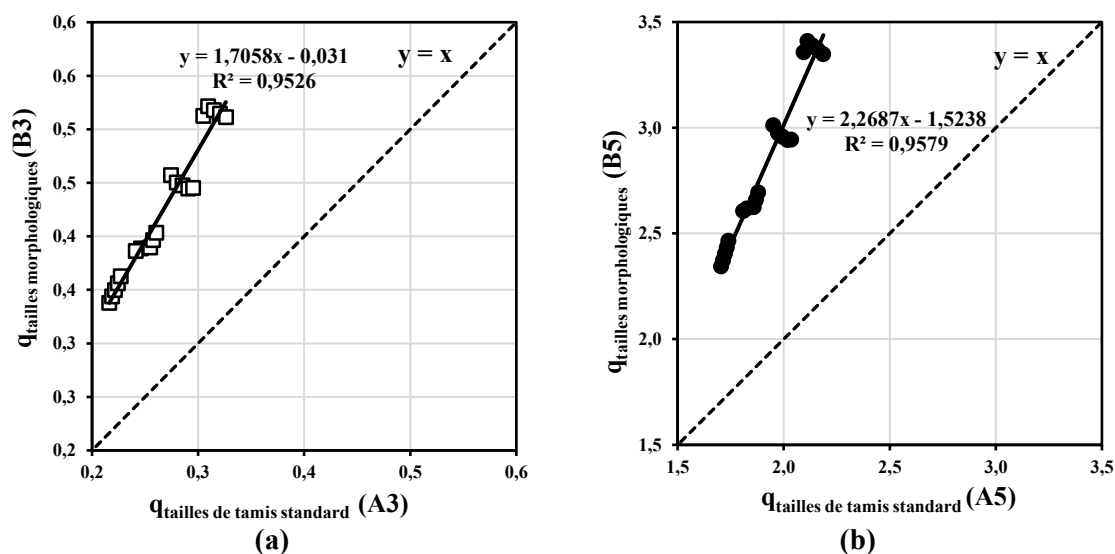 0,6
0,6
0,5
0,5
0,4
0,4
0,3
0,3
0,2
0,2
0,3
0,4
0,5
0,6
q tailles morphologiques (B3)
y = 1,7058x - 0,031
R² = 0,9526
y = x
q tailles de tamis standard (A3)
(a)
3,5
3,0
2,5
2,0
1,5
1,5
2,0
2,5
3,0
3,5
q tailles morphologiques (B5)
y = x
y = 2,2687x - 1,5238
R² = 0,9579
q tailles de tamis standard (A5)
(b)